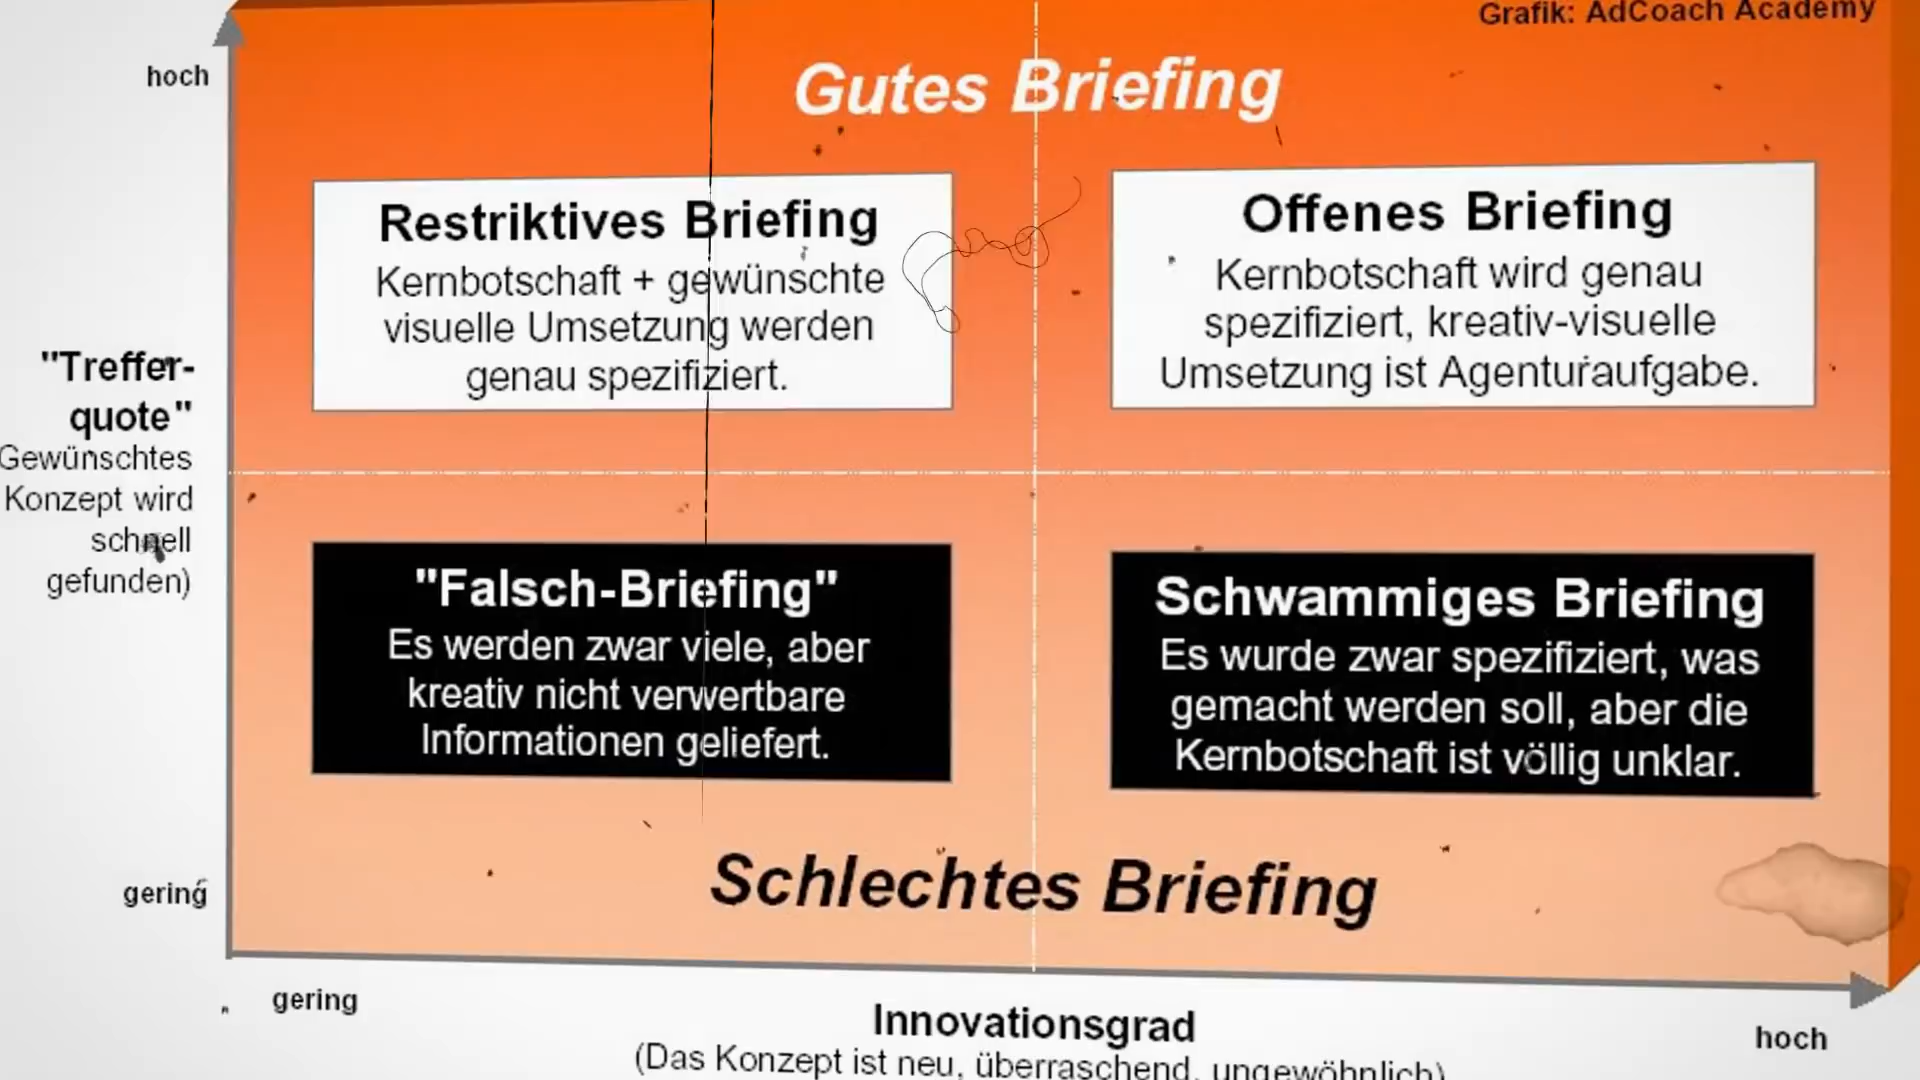 Grafik: AdCoach Academy
hoch
Gutes Briefing
Restriktives Briefing
Kernbotschaft + gewünschte
visuelle Umsetzung werden
genau spezifiziert.
Offenes Briefing
Kernbotschaft wird genau
spezifiziert, kreativ-visuelle
Umsetzung ist Agenturaufgabe.
"Treffer-
quote"
Gewünschtes
Konzept wird
schnell
gefunden)
"Falsch-Briefing"
Es werden zwar viele, aber
kreativ nicht verwertbare
Informationen geliefert.
Schwammiges Briefing
Es wurde zwar spezifiziert, was
gemacht werden soll, aber die
Kernbotschaft ist völlig unklar.
Schlechtes Briefing
gering
gering
Innovationsgrad
hoch
(Das Konzept ist neu, überraschend, ungewöhnlich)